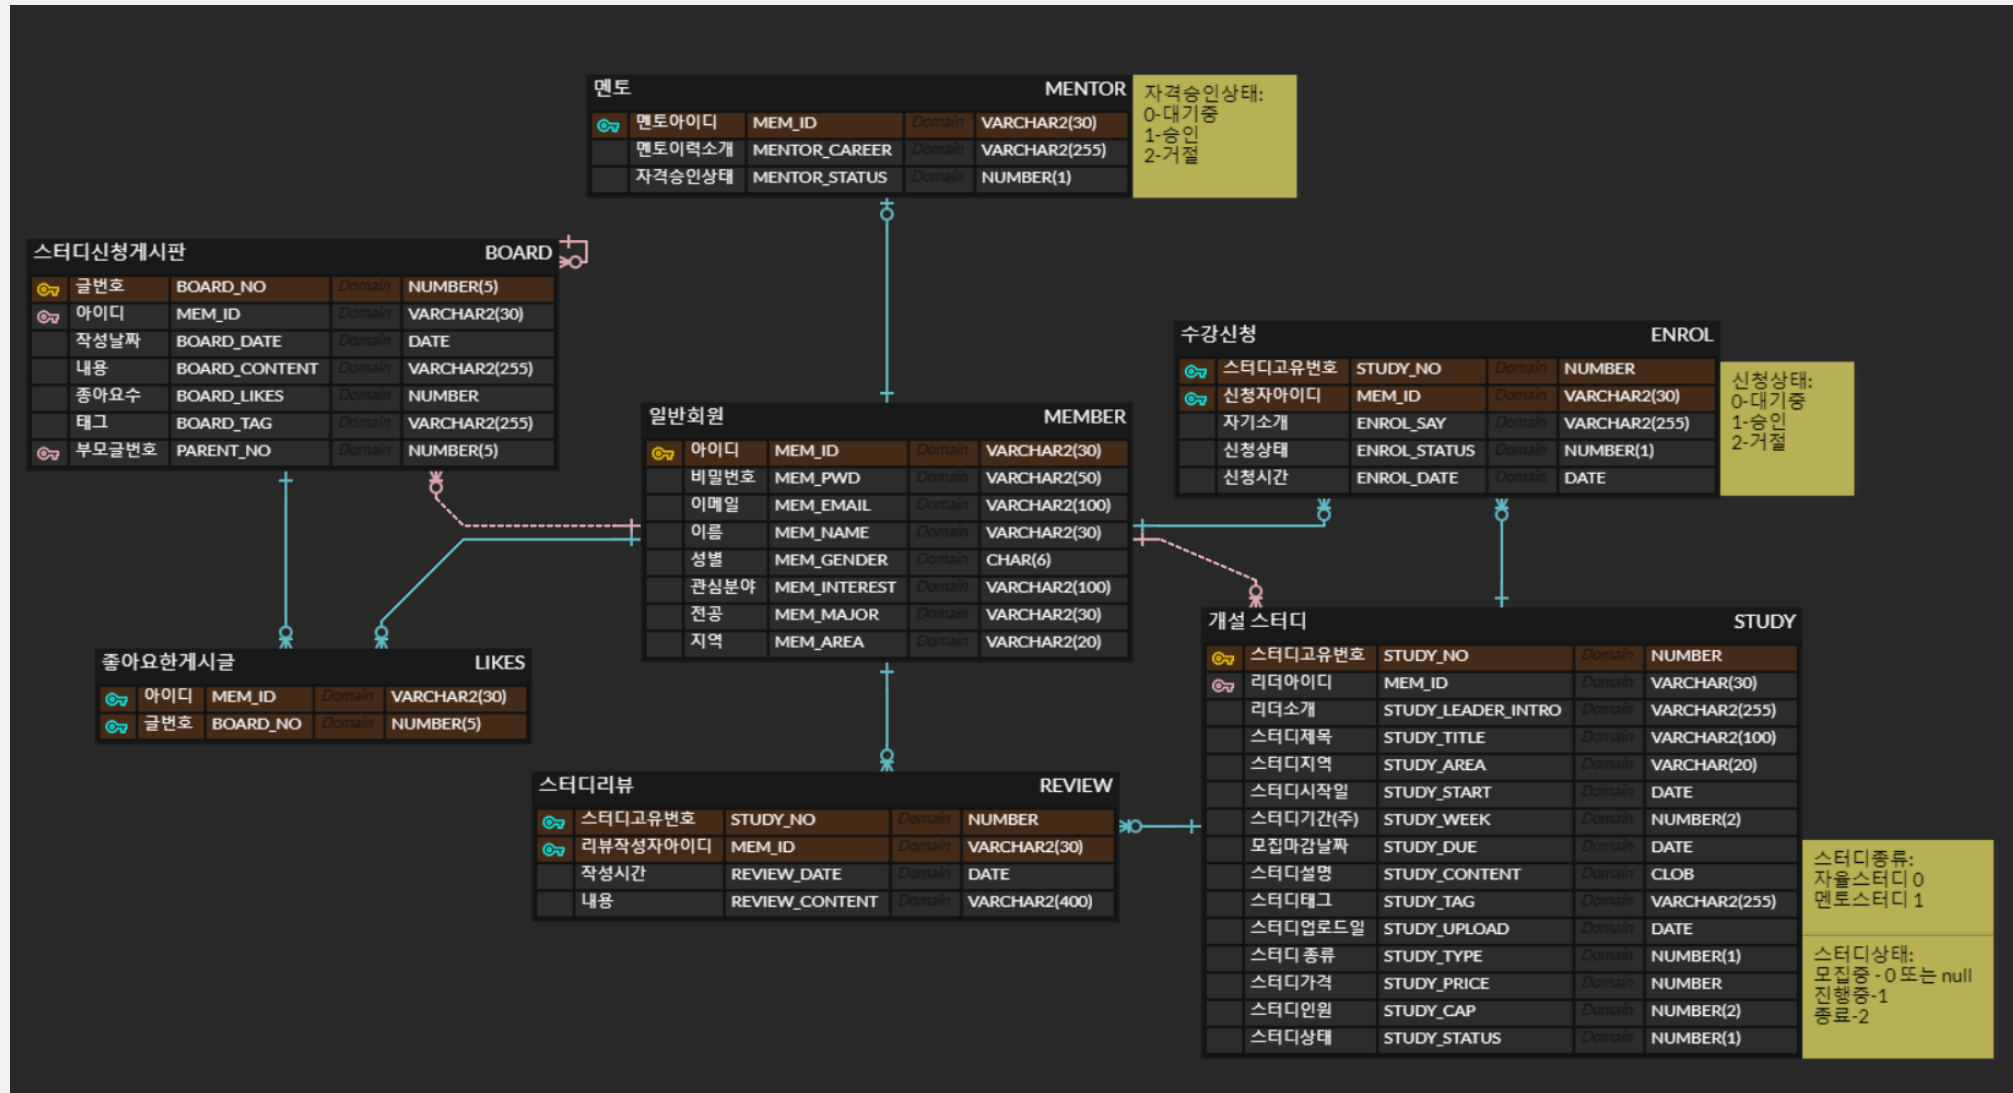 멘토 MENTOR
멘토아이디 MEM_ID Domain VARCHAR2(30)
멘토이력소개 MENTOR_CAREER Domain VARCHAR2(255)
자격승인상태 MENTOR_STATUS Domain NUMBER(1)
자격승인상태:
0-대기중
1-승인
2-거절
스터디신청게시판 BOARD
글번호 BOARD_NO Domain NUMBER(5)
아이디 MEM_ID Domain VARCHAR2(30)
작성날짜 BOARD_DATE Domain DATE
내용 BOARD_CONTENT Domain VARCHAR2(255)
좋아요수 BOARD_LIKES Domain NUMBER
태그 BOARD_TAG Domain VARCHAR2(255)
부모글번호 PARENT_NO Domain NUMBER(5)
일반회원 MEMBER
아이디 MEM_ID Domain VARCHAR2(30)
비밀번호 MEM_PWD Domain VARCHAR2(50)
이메일 MEM_EMAIL Domain VARCHAR2(100)
이름 MEM_NAME Domain VARCHAR2(30)
성별 MEM_GENDER Domain CHAR(6)
관심분야 MEM_INTEREST Domain VARCHAR2(100)
전공 MEM_MAJOR Domain VARCHAR2(30)
지역 MEM_AREA Domain VARCHAR2(20)
수강신청 ENROL
스터디고유번호 STUDY_NO Domain NUMBER
신청자아이디 MEM_ID Domain VARCHAR2(30)
자기소개 ENROL_SAY Domain VARCHAR2(255)
신청상태 ENROL_STATUS Domain NUMBER(1)
신청시간 ENROL_DATE Domain DATE
신청상태:
0-대기중
1-승인
2-거절
좋아요한게시글 LIKES
아이디 MEM_ID Domain VARCHAR2(30)
글번호 BOARD_NO Domain NUMBER(5)
스터디리뷰 REVIEW
스터디고유번호 STUDY_NO Domain NUMBER
리뷰작성자아이디 MEM_ID Domain VARCHAR2(30)
작성시간 REVIEW_DATE Domain DATE
내용 REVIEW_CONTENT Domain VARCHAR2(400)
개설 스터디 STUDY
스터디고유번호 STUDY_NO Domain NUMBER
리더아이디 MEM_ID Domain VARCHAR(30)
리더소개 STUDY_LEADER_INTRO Domain VARCHAR2(255)
스터디제목 STUDY_TITLE Domain VARCHAR2(100)
스터디지역 STUDY_AREA Domain VARCHAR(20)
스터디시작일 STUDY_START Domain DATE
스터디기간(주) STUDY_WEEK Domain NUMBER(2)
모집마감날짜 STUDY_DUE Domain DATE
스터디설명 STUDY_CONTENT Domain CLOB
스터디태그 STUDY_TAG Domain VARCHAR2(255)
스터디업로드일 STUDY_UPLOAD Domain DATE
스터디 종류 STUDY_TYPE Domain NUMBER(1)
스터디가격 STUDY_PRICE Domain NUMBER
스터디인원 STUDY_CAP Domain NUMBER(2)
스터디상태 STUDY_STATUS Domain NUMBER(1)
스터디종류:
자율스터디 0
멘토스터디 1
스터디상태:
모집중 - 0 또는 null
진행중-1
종료-2